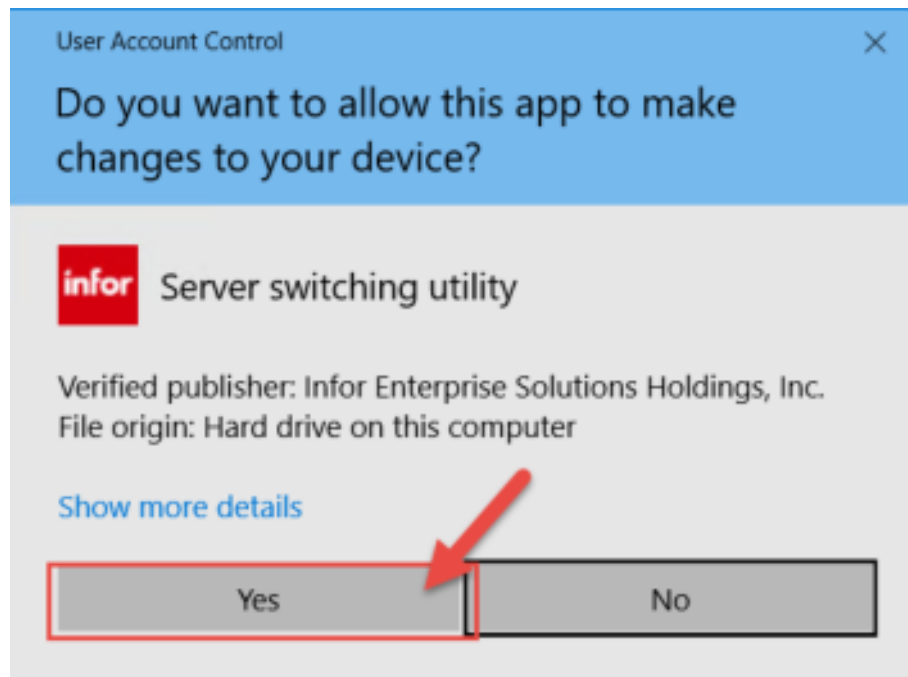 User Account Control
Do you want to allow this app to make
changes to your device?
infor
Server switching utility
Verified publisher: Infor Enterprise Solutions Holdings, Inc.
File origin: Hard drive on this computer
Show more details
Yes
No